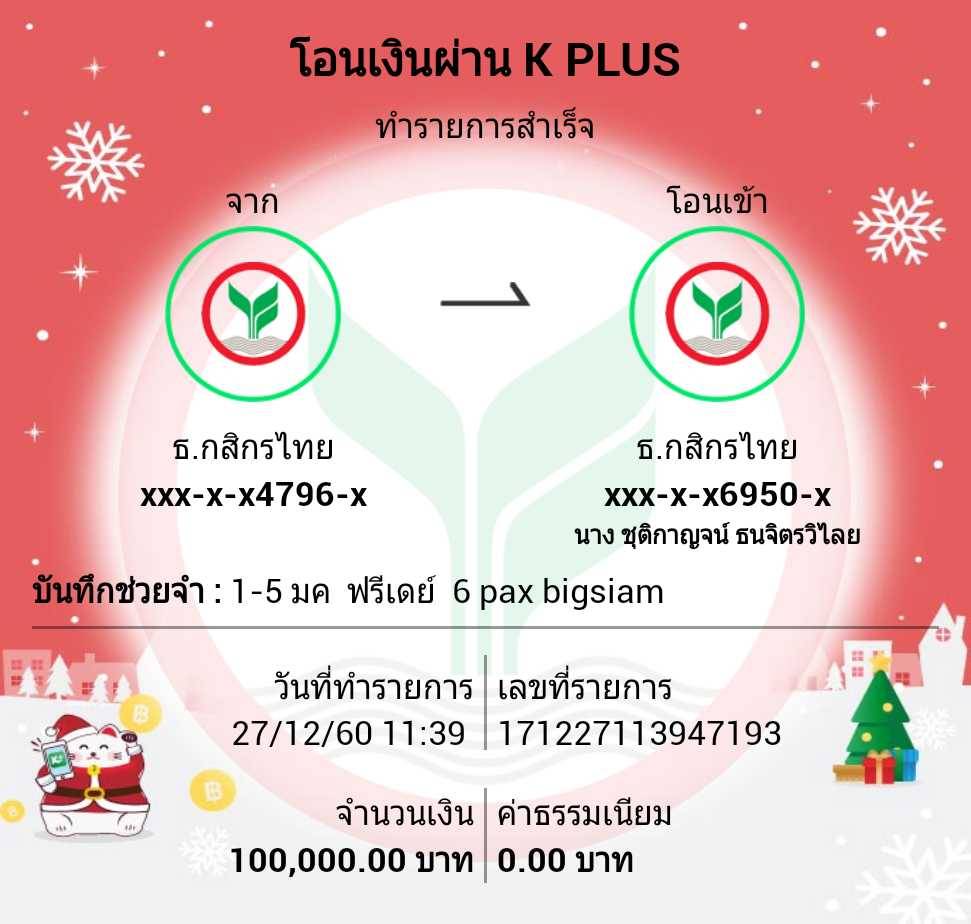 โอนเงินผ่าน K PLUS
ทำรายการสำเร็จ
จาก โอนเข้า
ธ.กสิกรไทย ธ.กสิกรไทย
xxx-x-x4796-x xxx-x-x6950-x
นาง ชุติกาญจน์ ธนจิตรวิไลย
บันทึกช่วยจำ : 1-5 มค ฟรีเดย์ 6 pax bigsiam
วันที่ทำรายการ เลขที่รายการ
27/12/60 11:39 171227113947193
จำนวนเงิน ค่าธรรมเนียม
100,000.00 บาท 0.00 บาท